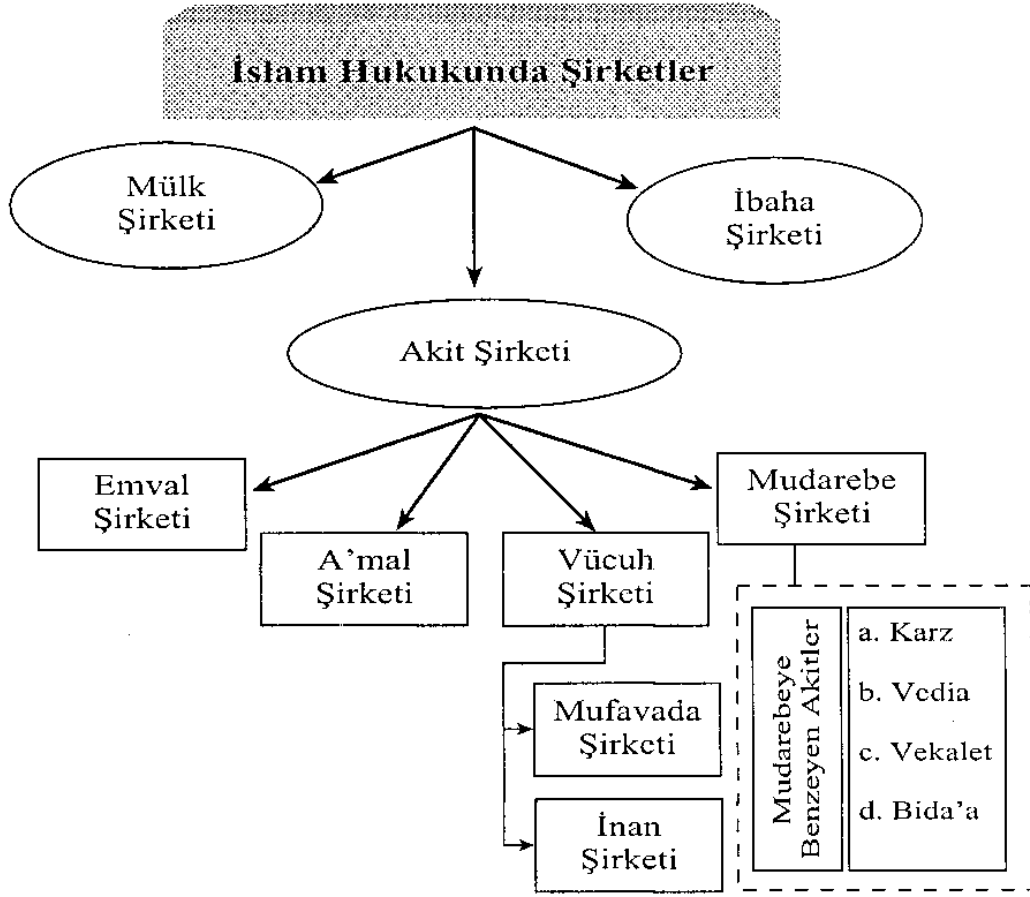 İslam Hukukunda Şirketler
Mülk
Şirketi
İbaha
Şirketi
Akit Şirketi
Emval
Şirketi
A'mal
Şirketi
Vücuh
Şirketi
Mudarebe
Şirketi
Mufavada
Şirketi
İnan
Şirketi
Mudarebeye
Benzeyen Akitler
a. Karz
b. Vedia
c. Vekalet
d. Bida'a